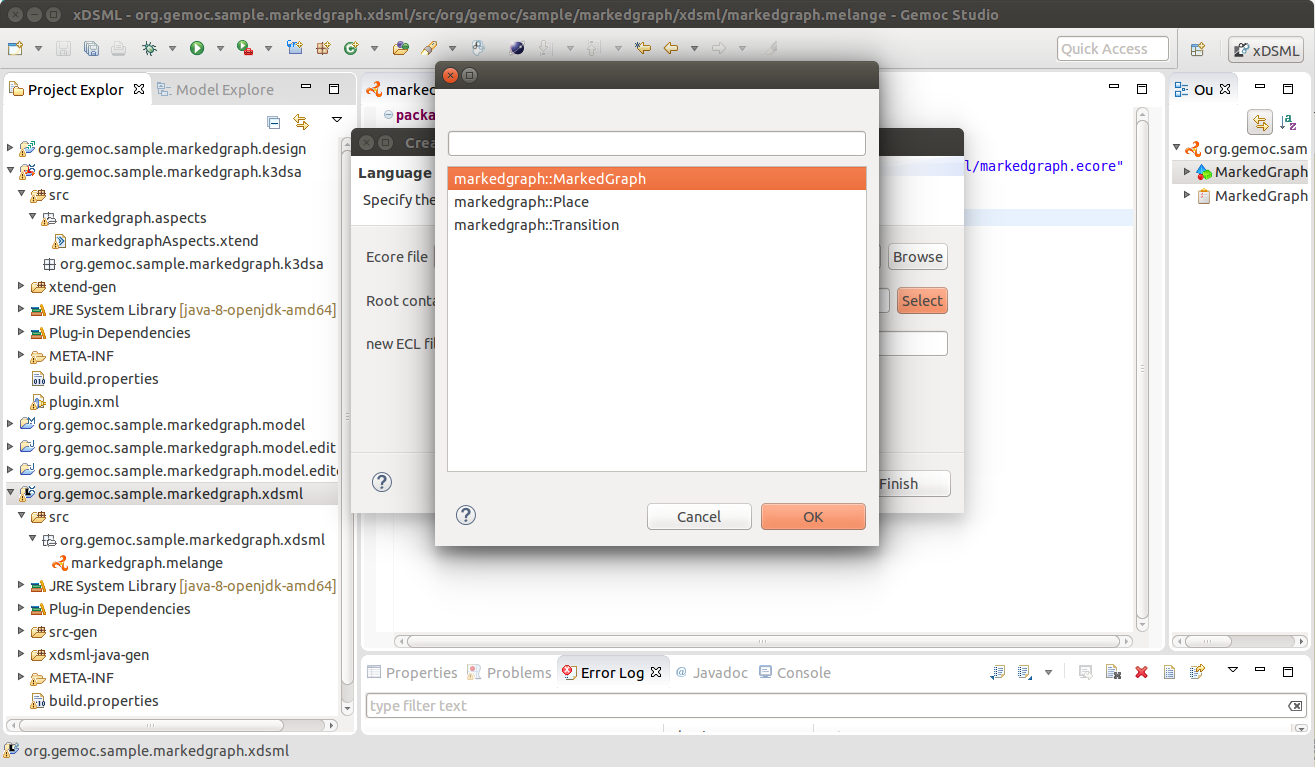 xDSML - org.gemoc.sample.markedgraph.xdsml/src/org/gemoc/sample/markedgraph/xdsml/markedgraph.melange - Gemoc Studio
Quick Access
xDSML
Project Explor
Model Explore
org.gemoc.sample.markedgraph.design
org.gemoc.sample.markedgraph.k3dsa
src
markedgraph.aspects
markedgraphAspects.xtend
org.gemoc.sample.markedgraph.k3dsa
xtend-gen
JRE System Library [java-8-openjdk-amd64]
Plug-in Dependencies
META-INF
build.properties
plugin.xml
org.gemoc.sample.markedgraph.model
org.gemoc.sample.markedgraph.model.edit
org.gemoc.sample.markedgraph.model.edito
org.gemoc.sample.markedgraph.xdsml
src
org.gemoc.sample.markedgraph.xdsml
markedgraph.melange
JRE System Library [java-8-openjdk-amd64]
Plug-in Dependencies
src-gen
xdsml-java-gen
META-INF
build.properties
marked
packa
l/markedgraph.ecore"
Crea
Language
Specify the
Ecore file
Browse
Root conta
Select
new ECL fil
Finish
markedgraph::MarkedGraph
markedgraph::Place
markedgraph::Transition
Cancel
OK
Ou
org.gemoc.sam
MarkedGraph
MarkedGraph
Properties
Problems
Error Log
@ Javadoc
Console
type filter text
org.gemoc.sample.markedgraph.xdsml